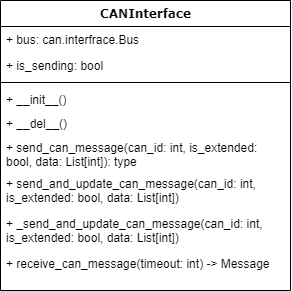 CANInterface
+ bus: can.interfrace.Bus
+ is_sending: bool
+ __init__()
+ __del__()
+ send_can_message(can_id: int, is_extended:
bool, data: List[int]): type
+ send_and_update_can_message(can_id: int,
is_extended: bool, data: List[int])
+ _send_and_update_can_message(can_id: int,
is_extended: bool, data: List[int])
+ receive_can_message(timeout: int) -> Message